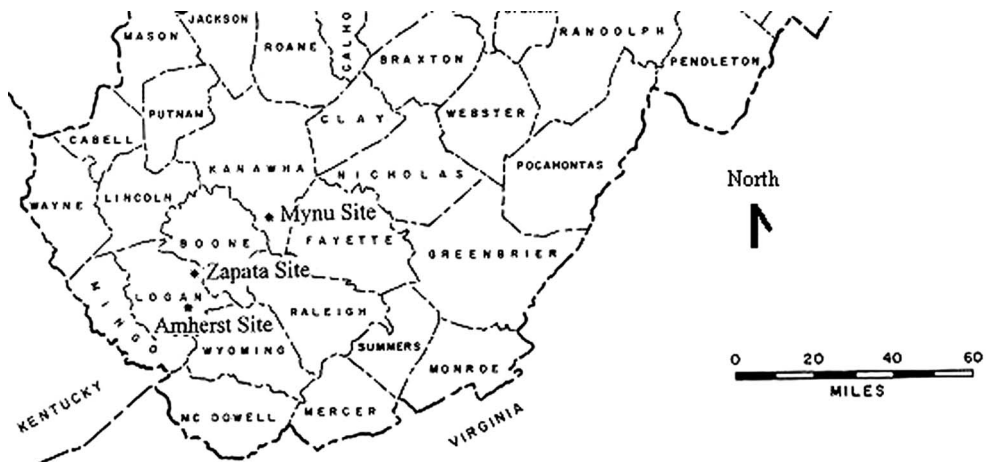 JACKSON
MASON
ROANE
BRAXTON
RANDOLPH
PENDLETON
PUTNAM
CLAY
WEBSTER
CABELL
KANAWHA
NICHOLAS
POCAHONTAS
WAYNE
LINCOLN
North
Mynu Site
BOONE
FAYETTE
GREENBRIER
Zapata Site
MINGO
LOGAN
RALEIGH
Amherst Site
WYOMING
SUMMERS
MONROE
0 20 40 60
MILES
KENTUCKY
MC DOWELL
MERCER
VIRGINIA